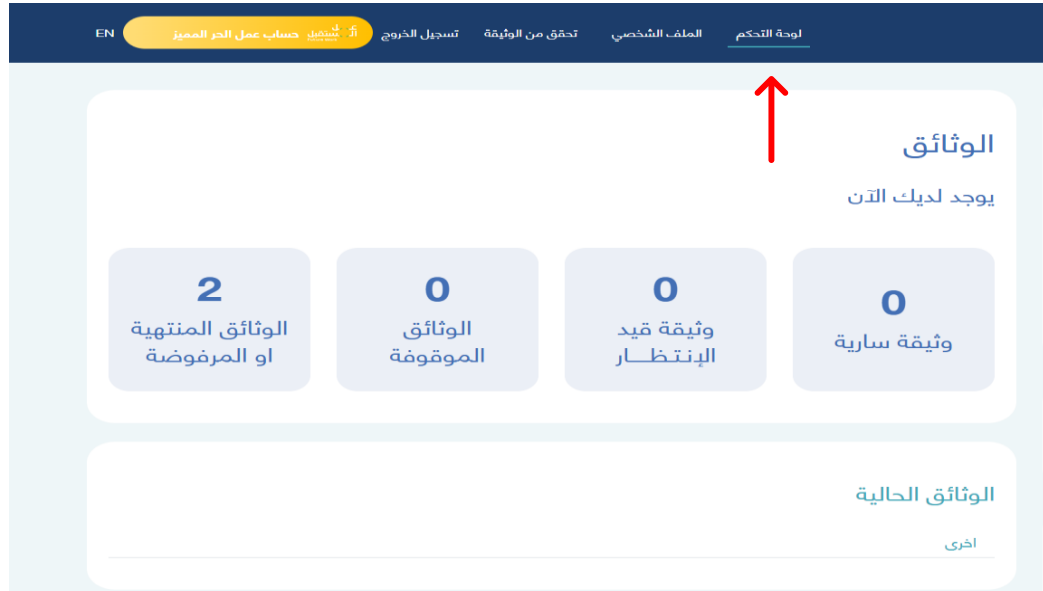 لوحة التحكم
الملف الشخصي
تحقق من الوثيقة
تسجيل الخروج
حساب عمل الحر المميز
EN
الوثائق
يوجد لديك الآن
0
وثيقة سارية
0
وثيقة قيد
الإنـتـظـــار
0
الوثائق
الموقوفة
2
الوثائق المنتهية
او المرفوضة
الوثائق الحالية
اخرى